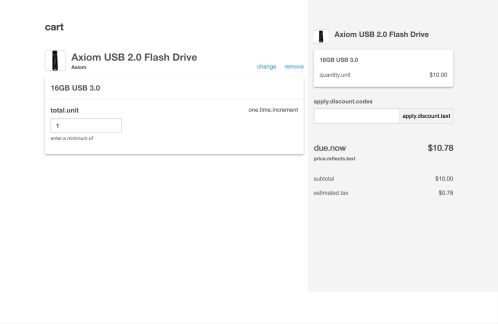 cart
Axiom USB 2.0 Flash Drive
Axiom
change
remove
16GB USB 3.0
total.unit
one.time.increment
1
enter.a.minimum.of
Axiom USB 2.0 Flash Drive
16GB USB 3.0
quantity.unit
$10.00
apply.discount.codes
apply.discount.text
due.now
$10.78
price.reflects.text
subtotal
$10.00
estimated.tax
$0.78